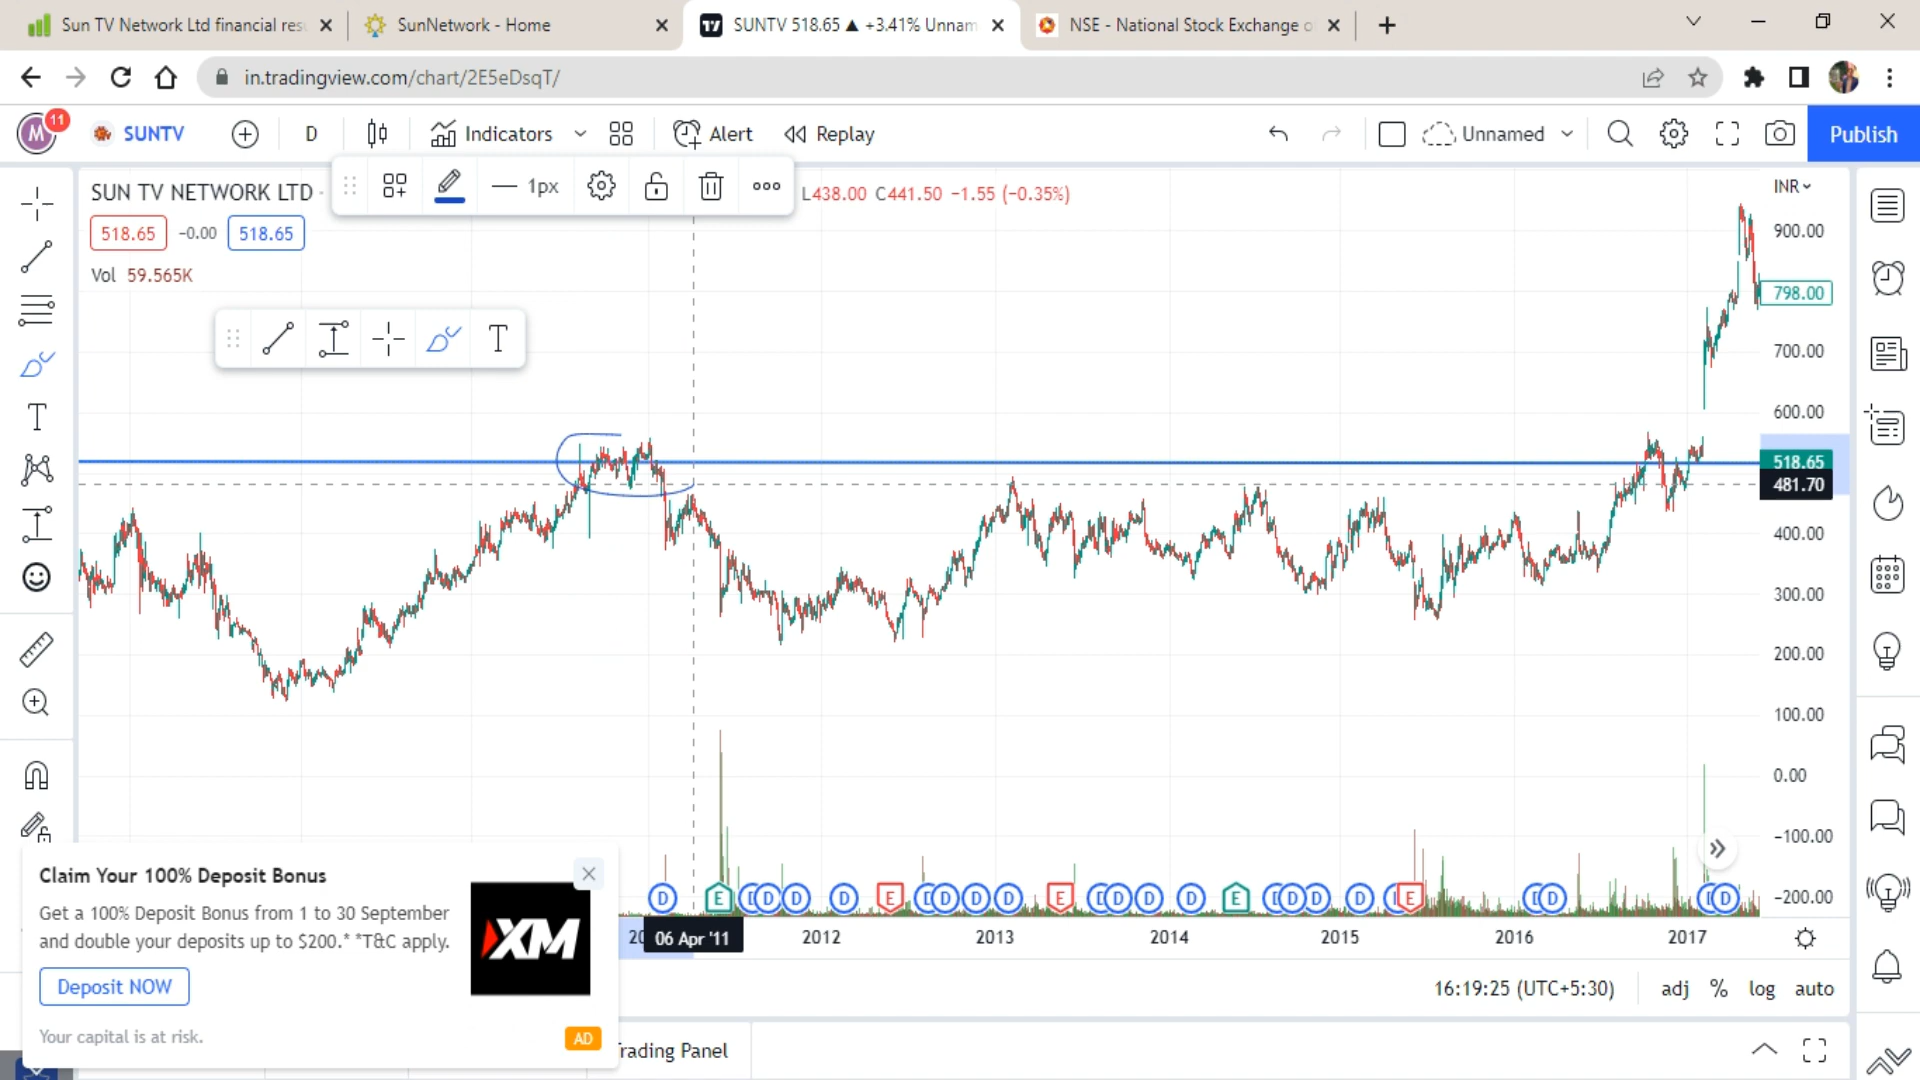 Sun TV Network Ltd financial res
SunNetwork - Home
SUNTV 518.65 ▲ +3.41% Unnam
NSE - National Stock Exchange o
in.tradingview.com/chart/2E5eDsqT/
M
11
SUNTV
D
Indicators
Alert
Replay
Unnamed
Publish
1px
SUN TV NETWORK LTD
L438.00 C441.50 −1.55 (−0.35%)
INR
518.65
−0.00
518.65
Vol 59.565K
T
T
900.00
798.00
700.00
600.00
518.65
481.70
400.00
300.00
200.00
100.00
0.00
−100.00
−200.00
D E D D D D E D D D D E D D D D E D D D D E D D D
06 Apr '11
2012
2013
2014
2015
2016
2017
Claim Your 100% Deposit Bonus
Get a 100% Deposit Bonus from 1 to 30 September
and double your deposits up to $200.* *T&C apply.
XM
Deposit NOW
Your capital is at risk.
AD
16:19:25 (UTC+5:30)
adj
%
log
auto
Trading Panel